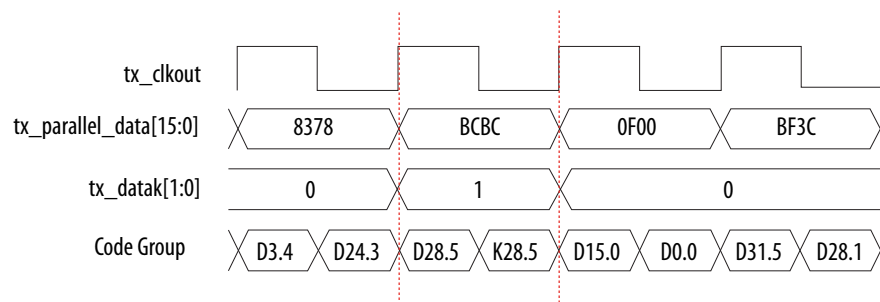 tx_clkout
tx_parallel_data[15:0] 8378 BCBC 0F00 BF3C
tx_datak[1:0] 0 1 0
Code Group D3.4 D24.3 D28.5 K28.5 D15.0 D0.0 D31.5 D28.1